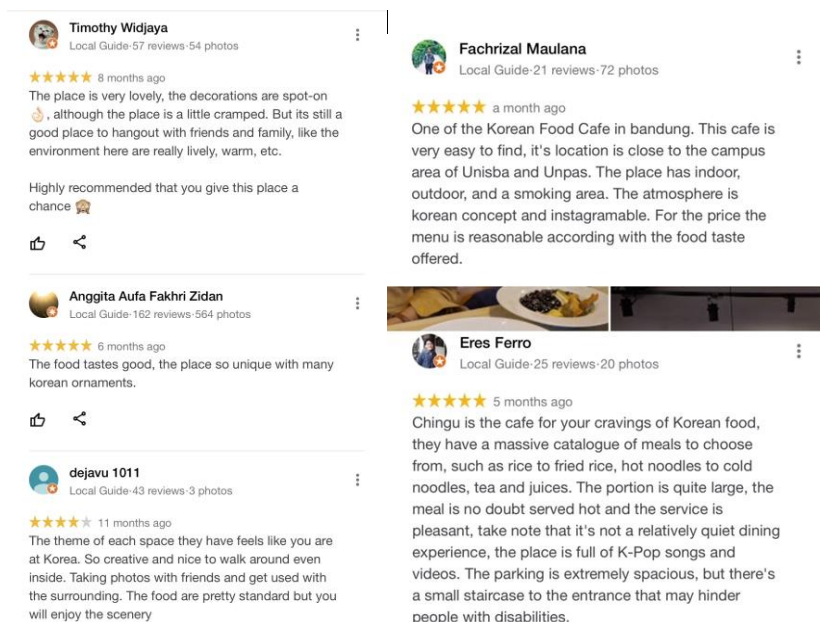 Timothy Widjaya
Local Guide·57 reviews·54 photos
8 months ago
The place is very lovely, the decorations are spot-on
👌🏻, although the place is a little cramped. But its still a
good place to hangout with friends and family, like the
environment here are really lively, warm, etc.
Highly recommended that you give this place a
chance 🙈
Anggita Aufa Fakhri Zidan
Local Guide·162 reviews·564 photos
6 months ago
The food tastes good, the place so unique with many
korean ornaments.
dejavu 1011
Local Guide·43 reviews·3 photos
11 months ago
The theme of each space they have feels like you are
at Korea. So creative and nice to walk around even
inside. Taking photos with friends and get used with
the surrounding. The food are pretty standard but you
will enjoy the scenery
Fachrizal Maulana
Local Guide·21 reviews·72 photos
a month ago
One of the Korean Food Cafe in bandung. This cafe is
very easy to find, it's location is close to the campus
area of Unisba and Unpas. The place has indoor,
outdoor, and a smoking area. The atmosphere is
korean concept and instagramable. For the price the
menu is reasonable according with the food taste
offered.
Eres Ferro
Local Guide·25 reviews·20 photos
5 months ago
Chingu is the cafe for your cravings of Korean food,
they have a massive catalogue of meals to choose
from, such as rice to fried rice, hot noodles to cold
noodles, tea and juices. The portion is quite large, the
meal is no doubt served hot and the service is
pleasant, take note that it's not a relatively quiet dining
experience, the place is full of K-Pop songs and
videos. The parking is extremely spacious, but there's
a small staircase to the entrance that may hinder
people with disabilities.